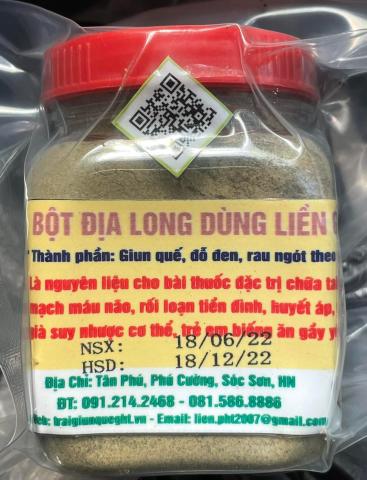 BỘT ĐỊA LONG DÙNG LIỀN
* Thành phần: Giun quế, đỗ đen, rau ngót theo
Là nguyên liệu cho bài thuốc đặc trị chữa ta
mạch máu não, rối loạn tiền đình, huyết áp,
già suy nhược cơ thể, trẻ em biếng ăn gầy y
NSX: 18/06/22
HSD: 18/12/22
Địa Chỉ: Tân Phú, Phú Cường, Sóc Sơn, HN
ĐT: 091.214.2468 - 081.586.8886
Web: traigiunqueght.vn - Email: lien.pht2007@gmail.com